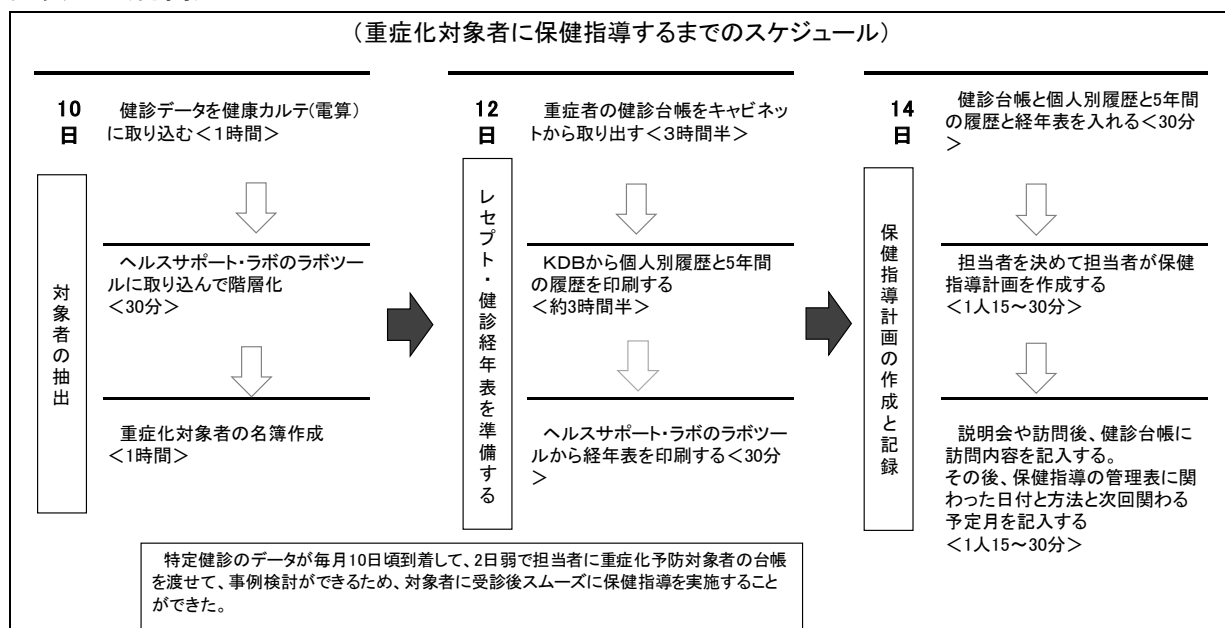 （重症化対象者に保健指導するまでのスケジュール）
10
日
健診データを健康カルテ(電算)
に取り込む＜1時間＞
対象者の抽出
ヘルスサポート・ラボのラボツー
ルに取り込んで階層化
＜30分＞
重症化対象者の名簿作成
＜1時間＞
12
日
重症者の健診台帳をキャビネッ
トから取り出す＜3時間半＞
レセプト・健診経年表を準備する
KDBから個人別履歴と5年間
の履歴を印刷する
＜約3時間半＞
ヘルスサポート・ラボのラボツー
ルから経年表を印刷する＜30分
＞
14
日
健診台帳と個人別履歴と5年間
の履歴と経年表を入れる＜30分
＞
保健指導計画の作成と記録
担当者を決めて担当者が保健
指導計画を作成する
＜1人15～30分＞
説明会や訪問後、健診台帳に
訪問内容を記入する。
その後、保健指導の管理表に関
わった日付と方法と次回関わる
予定月を記入する
＜1人15～30分＞
特定健診のデータが毎月10日頃到着して、2日弱で担当者に重症化予防対象者の台帳
を渡せて、事例検討ができるため、対象者に受診後スムーズに保健指導を実施すること
ができた。